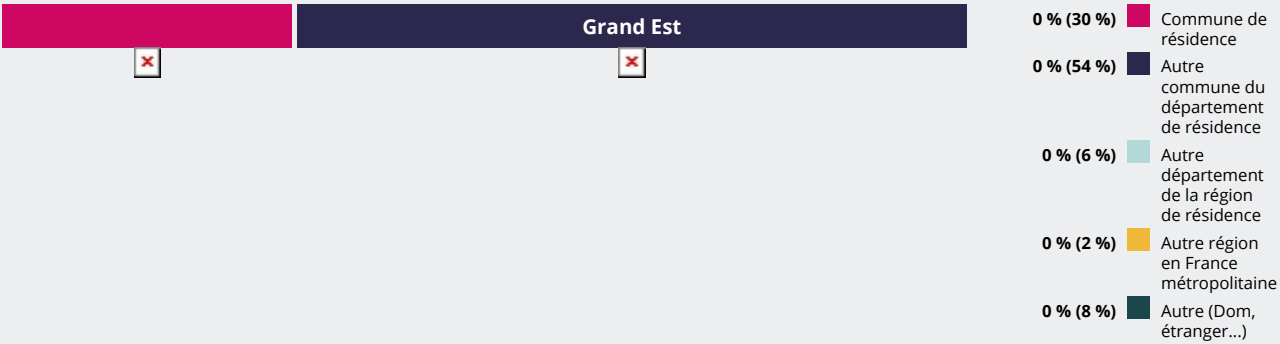 Grand Est
0 % (30 %) Commune de
résidence
0 % (54 %) Autre
commune du
département
de résidence
0 % (6 %) Autre
département
de la région
de résidence
0 % (2 %) Autre région
en France
métropolitaine
0 % (8 %) Autre (Dom,
étranger...)